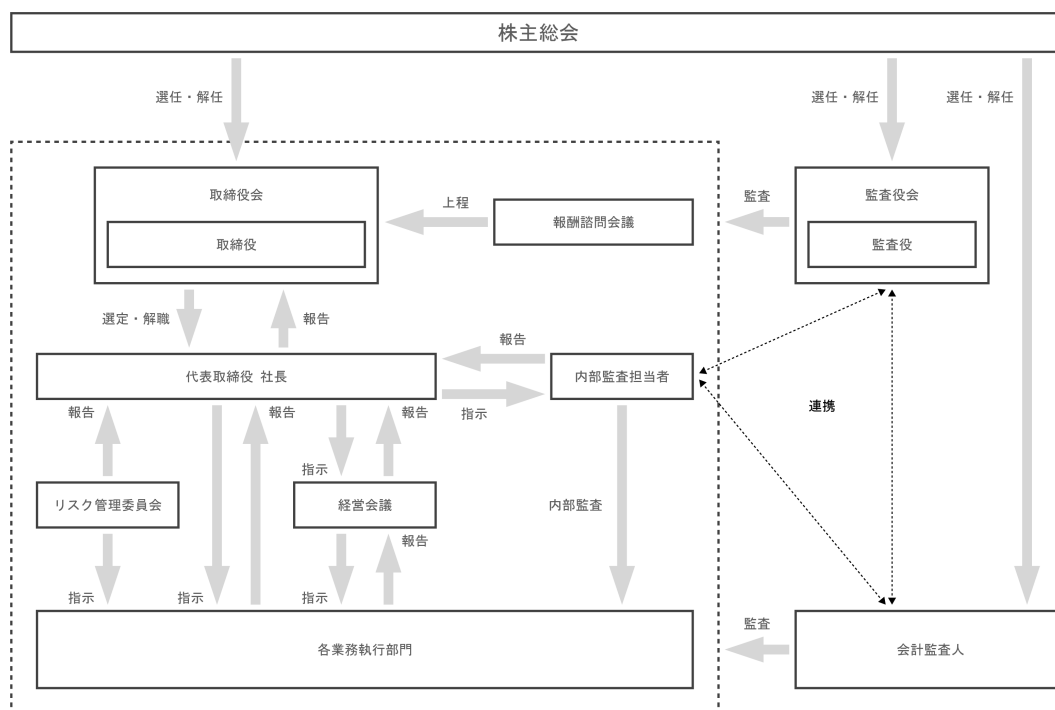 株主総会
選任・解任
選任・解任
選任・解任
取締役会
取締役
上程
報酬諮問会議
監査
監査役会
監査役
選定・解職
報告
代表取締役 社長
報告
指示
内部監査担当者
連携
報告
報告
報告
指示
リスク管理委員会
経営会議
内部監査
報告
指示
指示
指示
各業務執行部門
監査
会計監査人